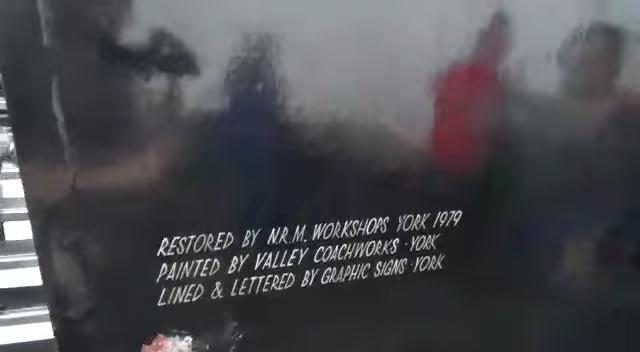 RESTORED BY N.R.M. WORKSHOPS YORK 1979
PAINTED BY VALLEY COACHWORKS · YORK
LINED & LETTERED BY GRAPHIC SIGNS · YORK